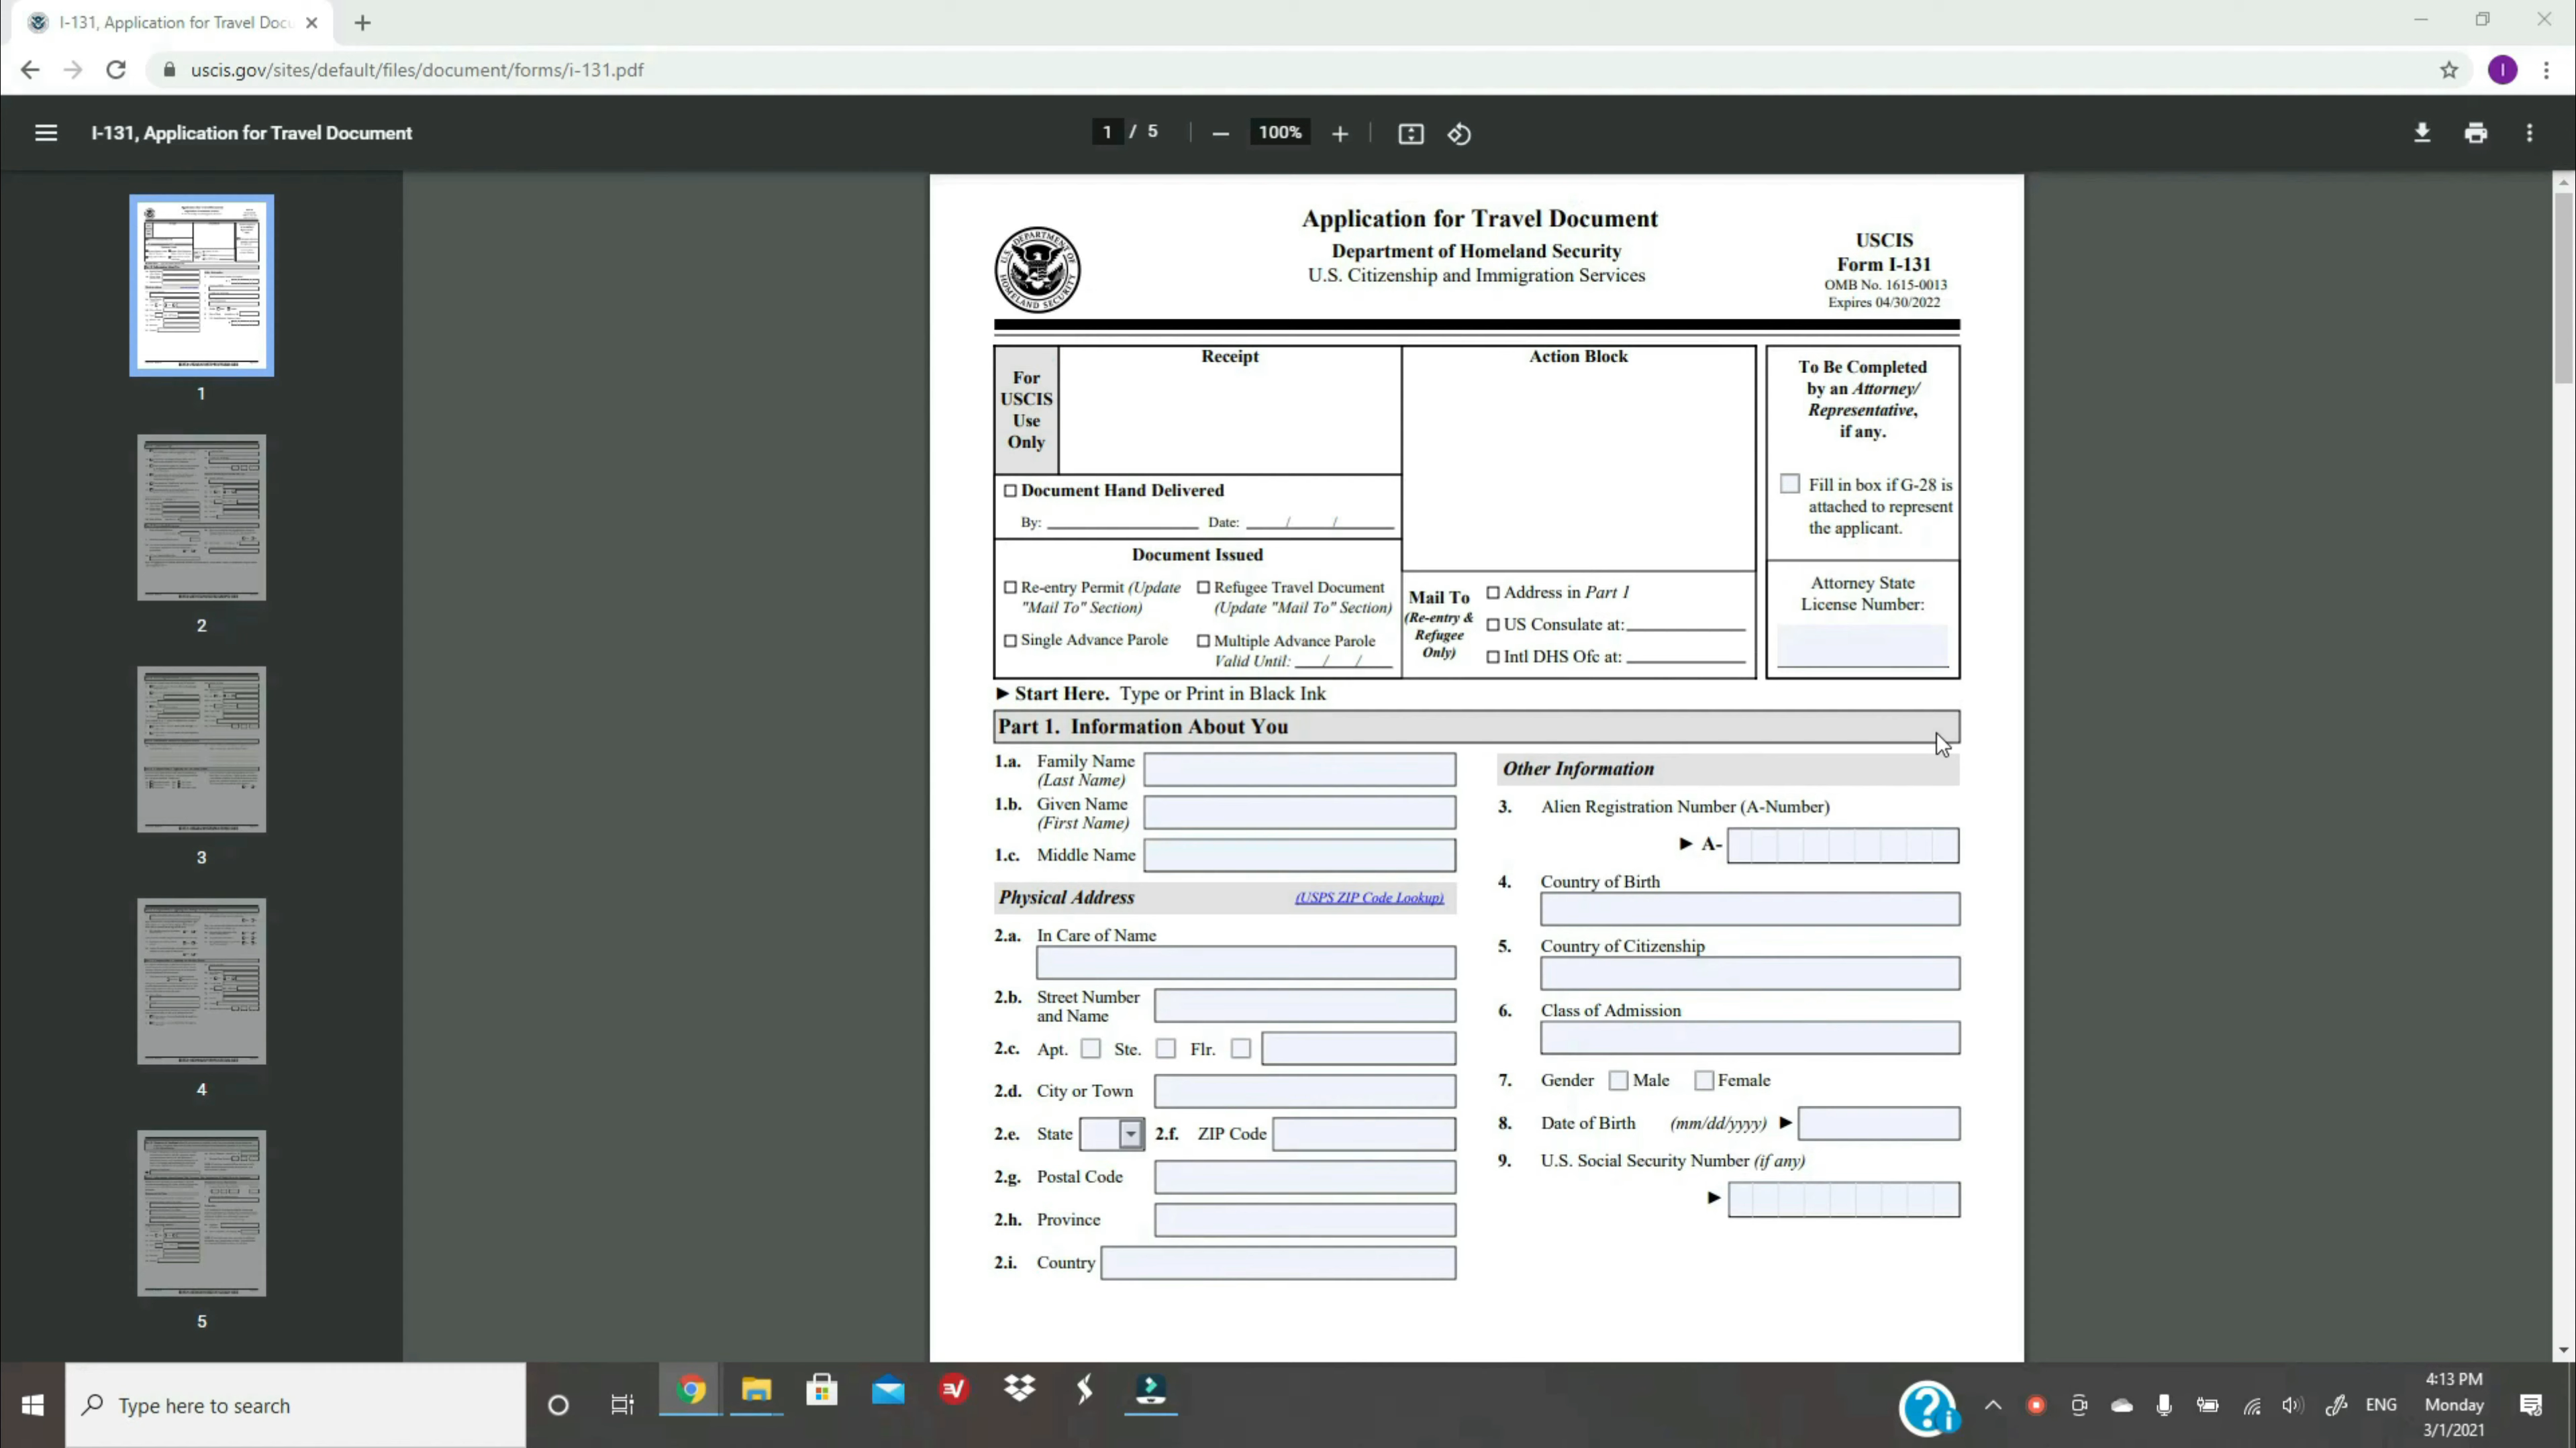 I-131, Application for Travel Docu
uscis.gov/sites/default/files/document/forms/i-131.pdf
I-131, Application for Travel Document
1 / 5
100%
1
2
3
4
5
Application for Travel Document
Department of Homeland Security
U.S. Citizenship and Immigration Services
USCIS
Form I-131
OMB No. 1615-0013
Expires 04/30/2022
U.S. DEPARTMENT OF HOMELAND SECURITY
For
USCIS
Use
Only
Receipt
Action Block
To Be Completed
by an Attorney/
Representative,
if any.
Fill in box if G-28 is
attached to represent
the applicant.
Attorney State
License Number:
Document Hand Delivered
By: Date: / /
Document Issued
Re-entry Permit (Update
"Mail To" Section)
Refugee Travel Document
(Update "Mail To" Section)
Single Advance Parole
Multiple Advance Parole
Valid Until: / /
Mail To
(Re-entry &
Refugee
Only)
Address in Part 1
US Consulate at:
Intl DHS Ofc at:
► Start Here. Type or Print in Black Ink
Part 1. Information About You
1.a. Family Name
(Last Name)
1.b. Given Name
(First Name)
1.c. Middle Name
Physical Address (USPS ZIP Code Lookup)
2.a. In Care of Name
2.b. Street Number
and Name
2.c. Apt. Ste. Flr.
2.d. City or Town
2.e. State 2.f. ZIP Code
2.g. Postal Code
2.h. Province
2.i. Country
Other Information
3. Alien Registration Number (A-Number)
► A-
4. Country of Birth
5. Country of Citizenship
6. Class of Admission
7. Gender Male Female
8. Date of Birth (mm/dd/yyyy) ►
9. U.S. Social Security Number (if any)
►
Type here to search
ENG
4:13 PM
Monday
3/1/2021